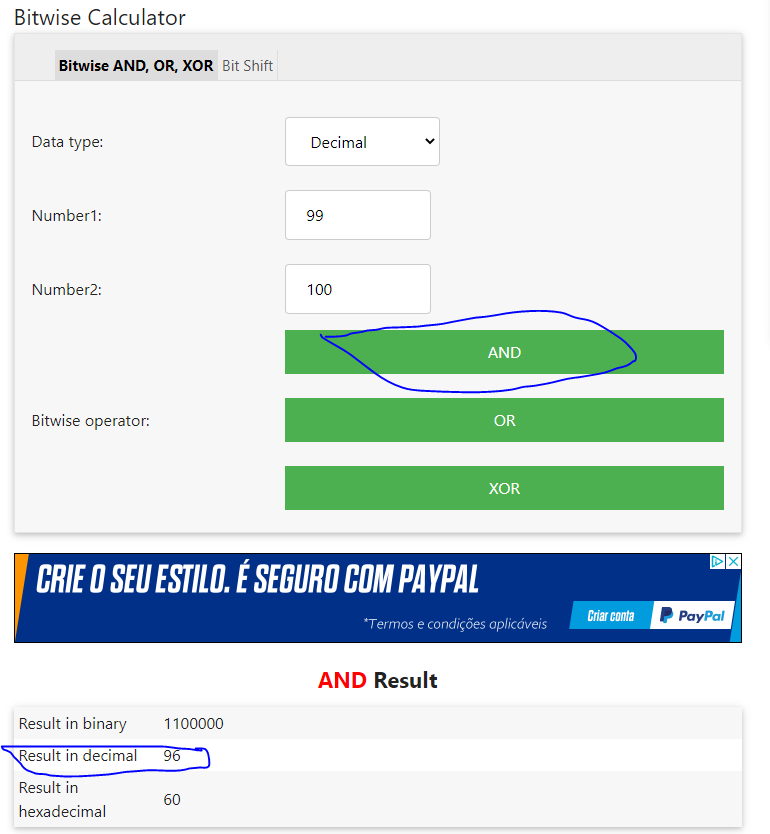 Bitwise Calculator
Bitwise AND, OR, XOR Bit Shift
Data type: Decimal
Number1: 99
Number2: 100
AND
Bitwise operator: OR
XOR
CRIE O SEU ESTILO. É SEGURO COM PAYPAL
*Termos e condições aplicáveis Criar conta PayPal
AND Result
Result in binary 1100000
Result in decimal 96
Result in
hexadecimal 60